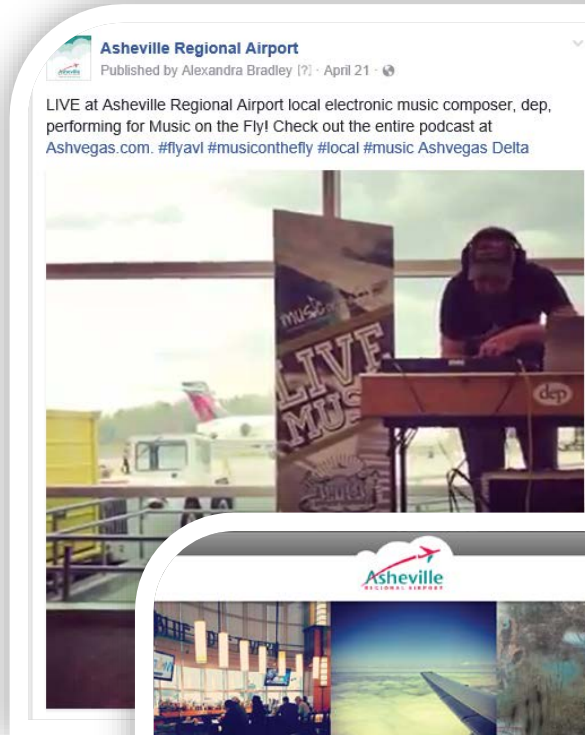 Asheville Regional Airport
Published by Alexandra Bradley [?] · April 21 ·
LIVE at Asheville Regional Airport local electronic music composer, dep,
performing for Music on the Fly! Check out the entire podcast at
Ashvegas.com. #flyavl #musiconthefly #local #music Ashvegas Delta
music
LIVE
MUS
dep
Asheville
REGIONAL AIRPORT
BLUE